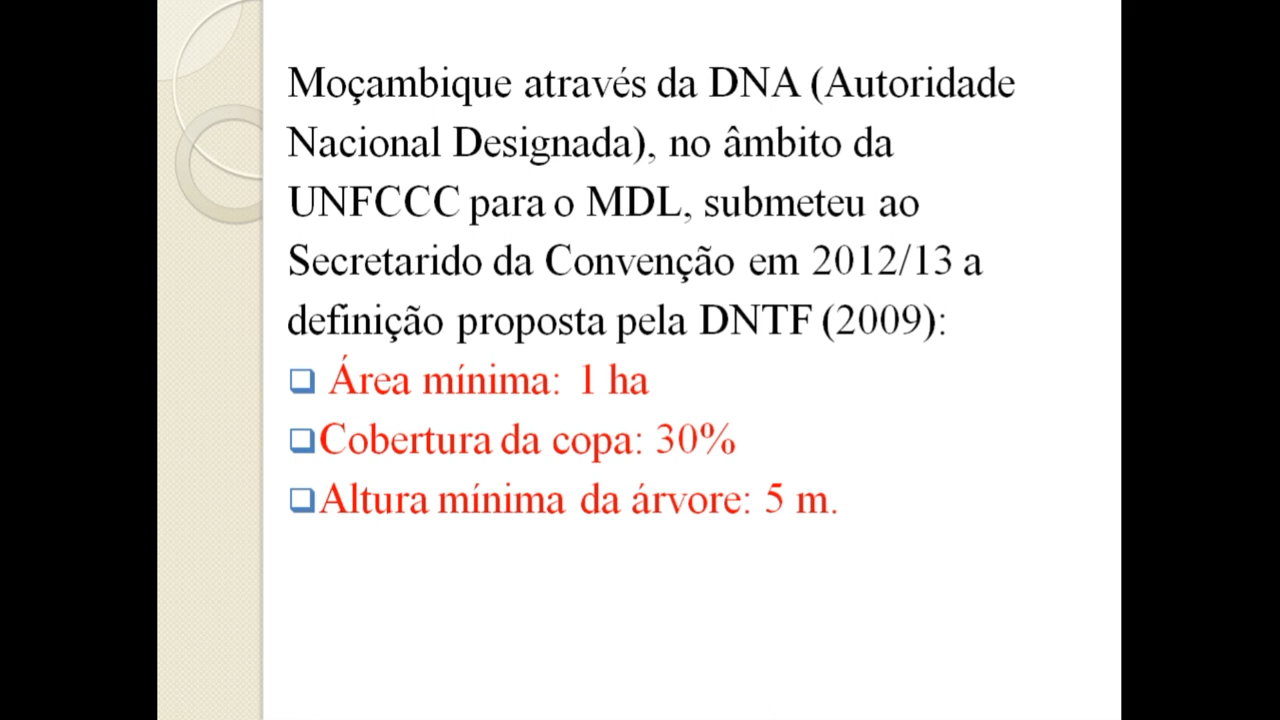 Moçambique através da DNA (Autoridade
Nacional Designada), no âmbito da
UNFCCC para o MDL, submeteu ao
Secretarido da Convenção em 2012/13 a
definição proposta pela DNTF (2009):
❑ Área mínima: 1 ha
❑Cobertura da copa: 30%
❑Altura mínima da árvore: 5 m.